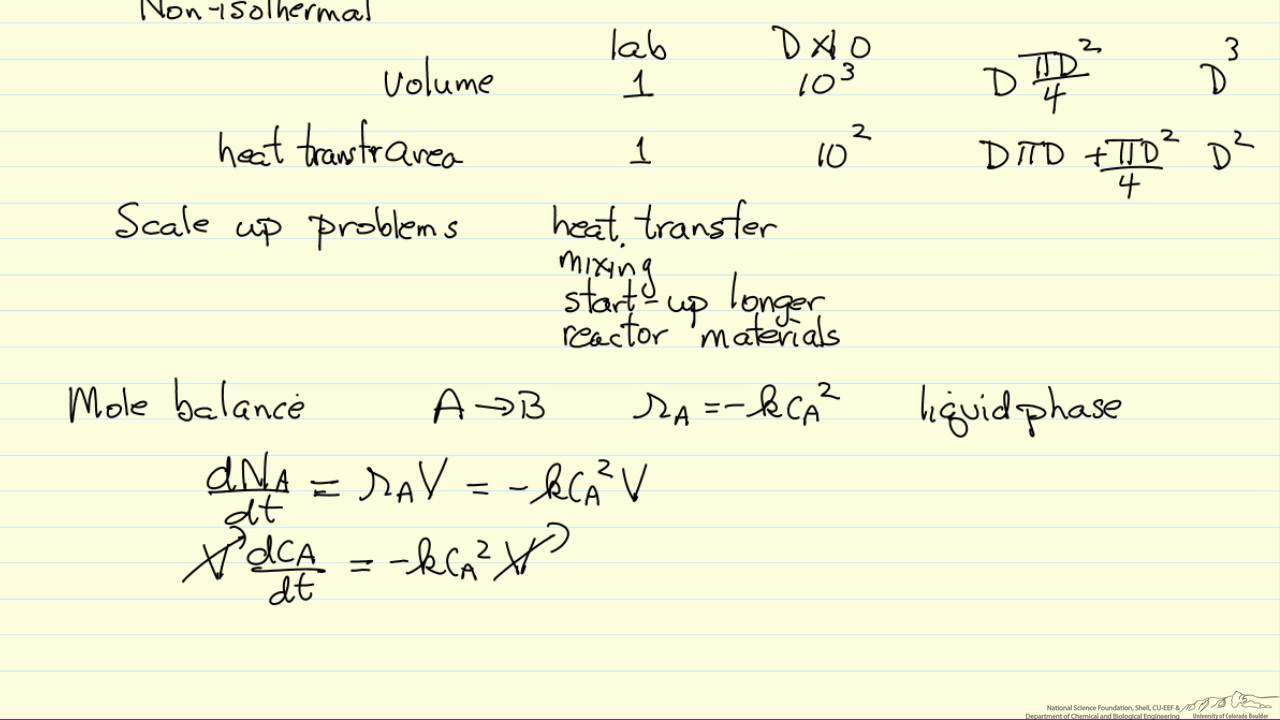 Non-isothermal
lab D x 10
volume 1 10³ D πD²/4 D³
heat transfr area 1 10² DπD + πD²/4 D²
Scale up problems heat transfer
mixing
start-up longer
reactor materials
Mole balance A → B r_A = -kC_A² liquid phase
dN_A/dt = r_A V = -kC_A² V
V dC_A/dt = -kC_A² V
National Science Foundation, Shell, CU-EEF &
Department of Chemical and Biological Engineering University of Colorado Boulder